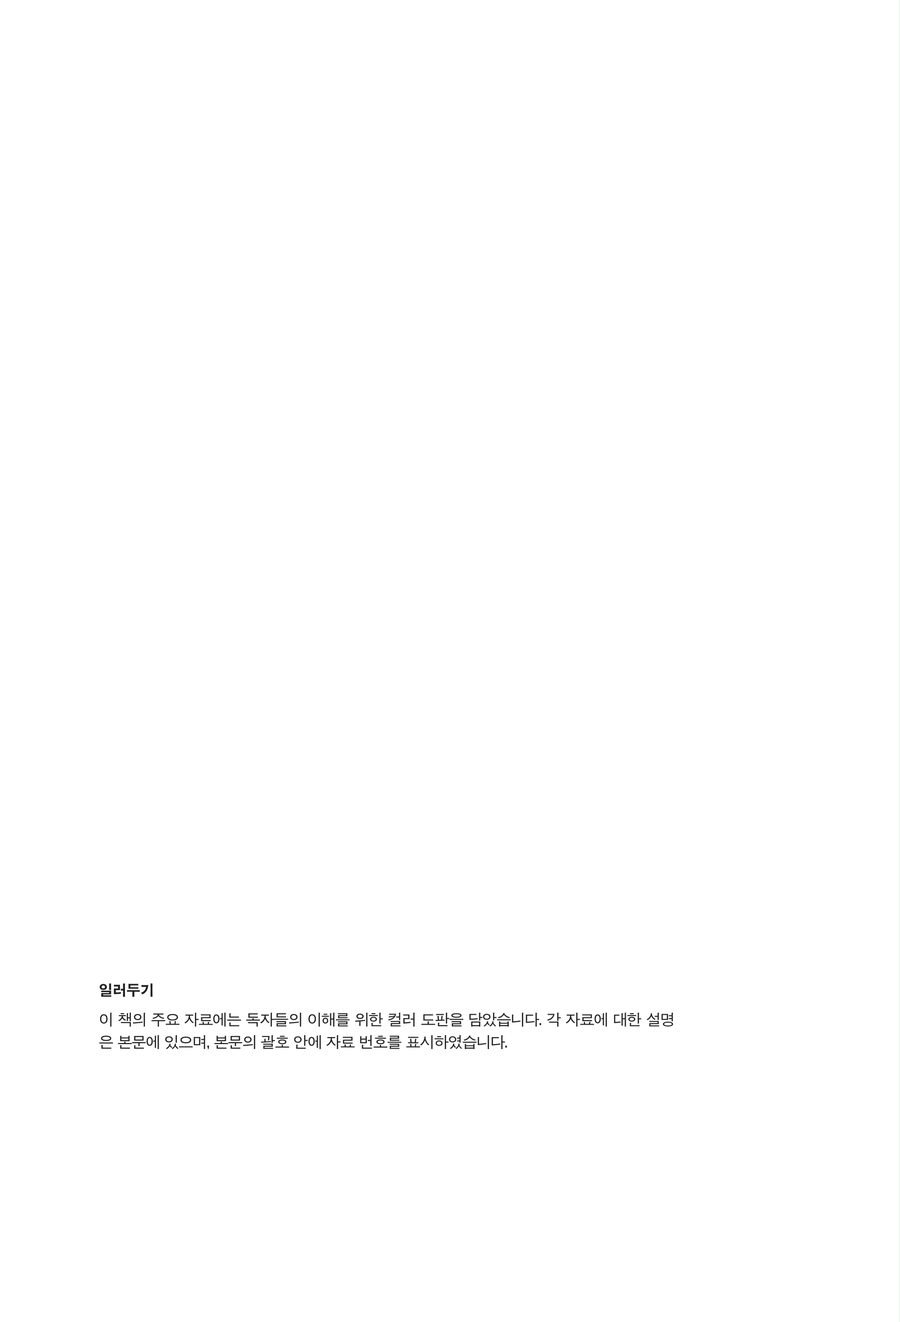 일러두기
이 책의 주요 자료에는 독자들의 이해를 위한 컬러 도판을 담았습니다. 각 자료에 대한 설명
은 본문에 있으며, 본문의 괄호 안에 자료 번호를 표시하였습니다.